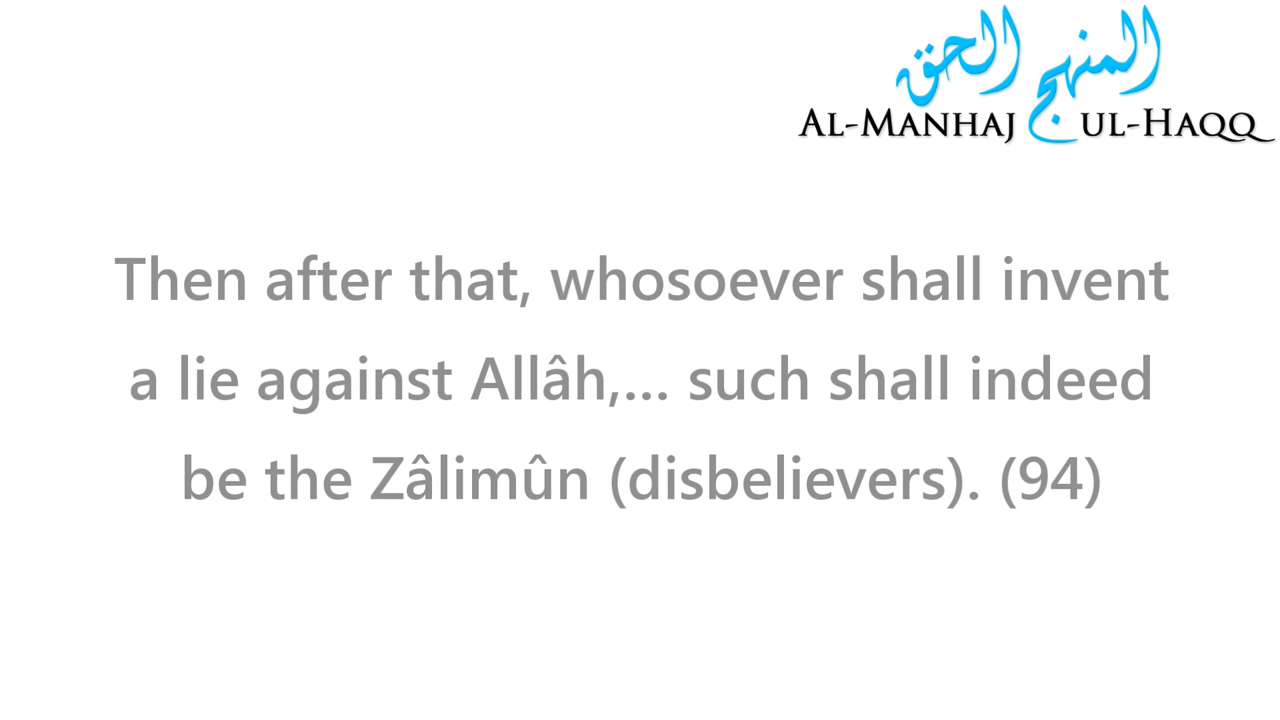 المنهج الحق
AL-MANHAJ UL-HAQQ
Then after that, whosoever shall invent
a lie against Allâh,... such shall indeed
be the Zâlimûn (disbelievers). (94)